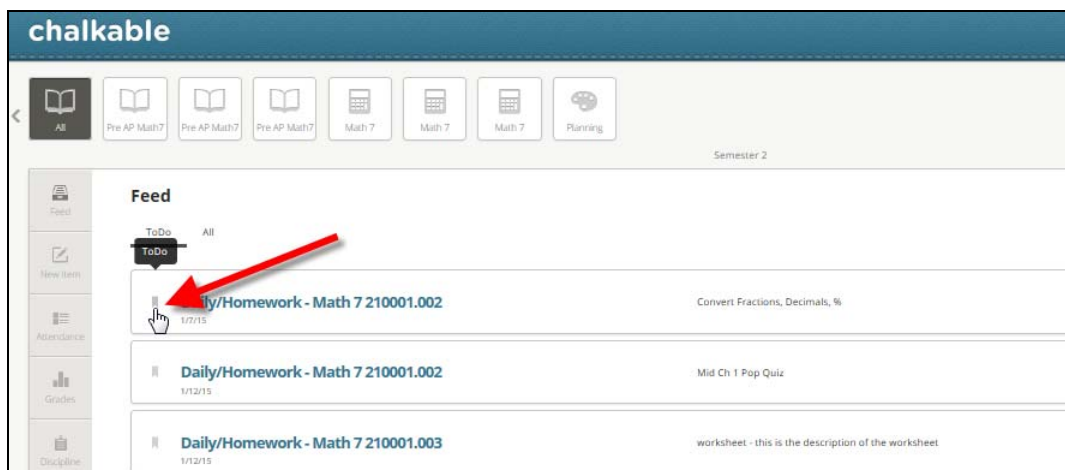 chalkable
All
Pre AP Math7
Pre AP Math7
Pre AP Math7
Math 7
Math 7
Math 7
Planning
Semester 2
Feed
New item
Attendance
Grades
Discipline
Feed
ToDo All
ToDo
Daily/Homework - Math 7 210001.002
Convert Fractions, Decimals, %
1/7/15
Daily/Homework - Math 7 210001.002
Mid Ch 1 Pop Quiz
1/12/15
Daily/Homework - Math 7 210001.003
worksheet - this is the description of the worksheet
1/12/15